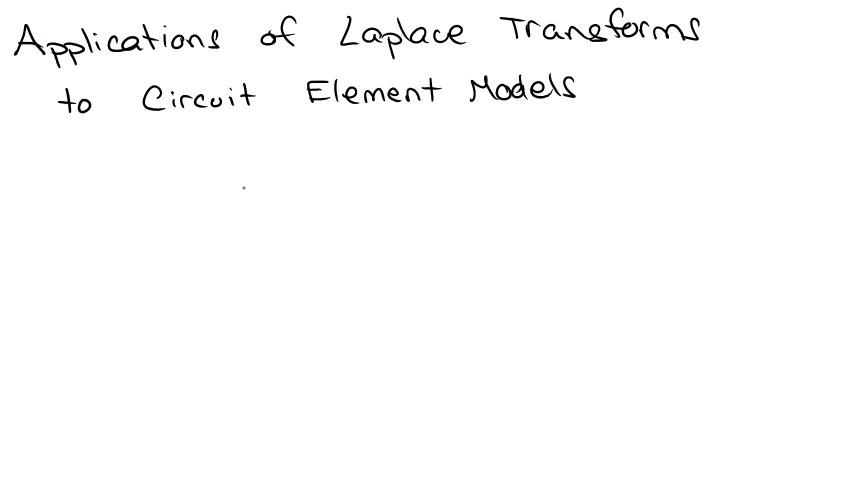 Applications of Laplace Transforms
to Circuit Element Models